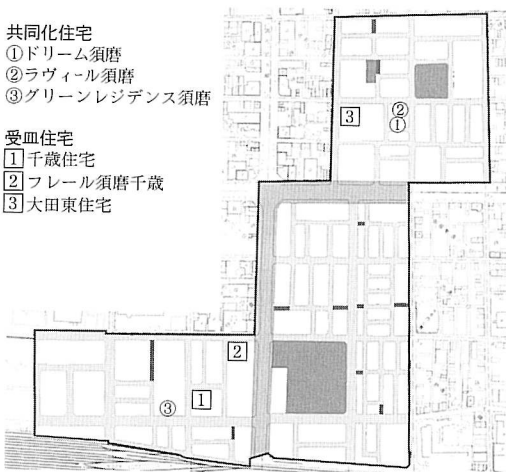 共同化住宅
①ドリーム須磨
②ラヴィール須磨
③グリーンレジデンス須磨
受皿住宅
1 千歳住宅
2 フレール須磨千歳
3 大田東住宅
3
②
①
2
1
③